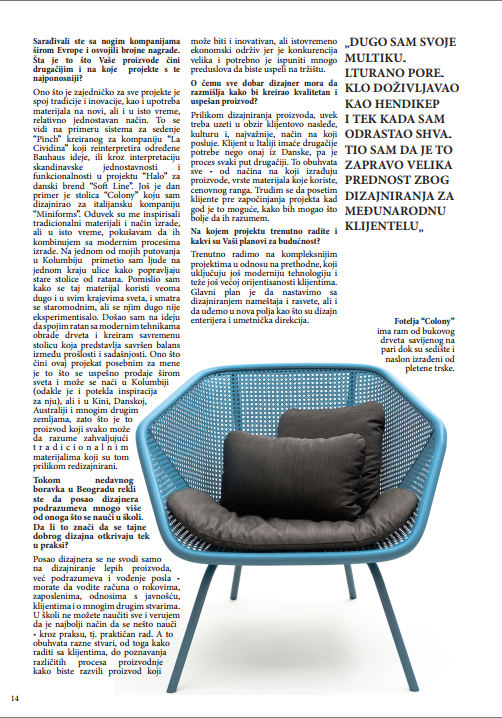 Sarađivali ste sa nogim kompanijama
širom Evrope i osvojili brojne nagrade.
Šta je to što Vaše proizvode čini
drugačijim i na koje projekte s te
najponosniji?
Ono što je zajedničko za sve projekte je
spoj tradicije i inovacije, kao i upotreba
materijala na novi, ali i u isto vreme,
relativno jednostavan način. To se
vidi na primeru sistema za sedenje
"Pinch" kreiranog za kompaniju "La
Cividina" koji reinterpretira određene
Bauhaus ideje, ili kroz interpretaciju
skandinavske jednostavnosti i
funkcionalnosti u projektu "Halo" za
danski brend "Soft Line". Još je dan
primer je stolica "Colony" koju sam
dizajnirao za italijansku kompaniju
"Miniforms". Oduvek su me inspirisali
tradicionalni materijali i način izrade,
ali u isto vreme, pokušavam da ih
kombinujem sa modernim procesima
izrade. Na jednom od mojih putovanja
u Kolumbiju primetio sam ljude na
jednom kraju ulice kako popravljaju
stare stolice od ratana. Pomislio sam
kako se taj materijal koristi veoma
dugo i u svim krajevima sveta, i smatra
se staromodnim, ali se njim dugo nije
eksperimentisalo. Došao sam na ideju
da spojim ratan sa modernim tehnikama
obrade drveta i kreiram savremenu
stolicu koja predstavlja savršen balans
između prošlosti i sadašnjosti. Ono što
čini ovaj projekat posebnim za mene
je to što se uspešno prodaje širom
sveta i može se naći u Kolumbiji
(odakle je i potekla inspiracija
za nju), ali i u Kini, Danskoj,
Australiji i mnogim drugim
zemljama, zato što je to
proizvod koji svako može
da razume zahvaljujući
tradicionalnim
materijalima koji su tom
prilikom redizajnirani.
Tokom nedavnog
boravka u Beogradu rekli
ste da posao dizajnera
podrazumeva mnogo više
od onoga što se nauči u školi.
Da li to znači da se tajne
dobrog dizajna otkrivaju tek
u praksi?
Posao dizajnera se ne svodi samo
na dizajniranje lepih proizvoda,
već podrazumeva i vođenje posla -
morate da vodite računa o rokovima,
zaposlenima, odnosima s javnošću,
klijentima i o mnogim drugim stvarima.
U školi ne možete naučiti sve i verujem
da je najbolji način da se nešto nauči
- kroz praksu, tj. praktičan rad. A to
obuhvata razne stvari, od toga kako
raditi sa klijentima, do poznavanja
različitih procesa proizvodnje
kako biste razvili proizvod koji
može biti i inovativan, ali istovremeno
ekonomski održiv jer je konkurencija
velika i potrebno je ispuniti mnogo
preduslova da biste uspeli na tržištu.
O čemu sve dobar dizajner mora da
razmišlja kako bi kreirao kvalitetan i
uspešan proizvod?
Prilikom dizajniranja proizvoda, uvek
treba uzeti u obzir klijentovo nasleđe,
kulturu i, najvažnije, način na koji
posluje. Klijent u Italiji imaće drugačije
potrebe nego onaj iz Danske, pa je
proces svaki put drugačiji. To obuhvata
sve - od načina na koji izrađuju
proizvode, vrste materijala koje koriste,
cenovnog ranga. Trudim se da posetim
klijente pre započinjanja projekta kad
god je to moguće, kako bih mogao što
bolje da ih razumem.
Na kojem projektu trenutno radite i
kakvi su Vaši planovi za budućnost?
Trenutno radimo na kompleksnijim
projektima u odnosu na prethodne, koji
uključuju još moderniju tehnologiju i
teže još većoj orijentisanosti klijentima.
Glavni plan je da nastavimo sa
dizajniranjem nameštaja i rasvete, ali i
da uđemo u nova polja kao što su dizajn
enterijera i umetnička direkcija.
„DUGO SAM SVOJE
MULTIKU-
LTURANO PORE-
KLO DOŽIVLJAVAO
KAO HENDIKEP
I TEK KADA SAM
ODRASTAO SHVA-
TIO SAM DA JE TO
ZAPRAVO VELIKA
PREDNOST ZBOG
DIZAJNIRANJA ZA
MEĐUNARODNU
KLIJENTELU„
Fotelja "Colony"
ima ram od bukovog
drveta savijenog na
pari dok su sedište i
naslon izrađeni od
pletene trske.
14